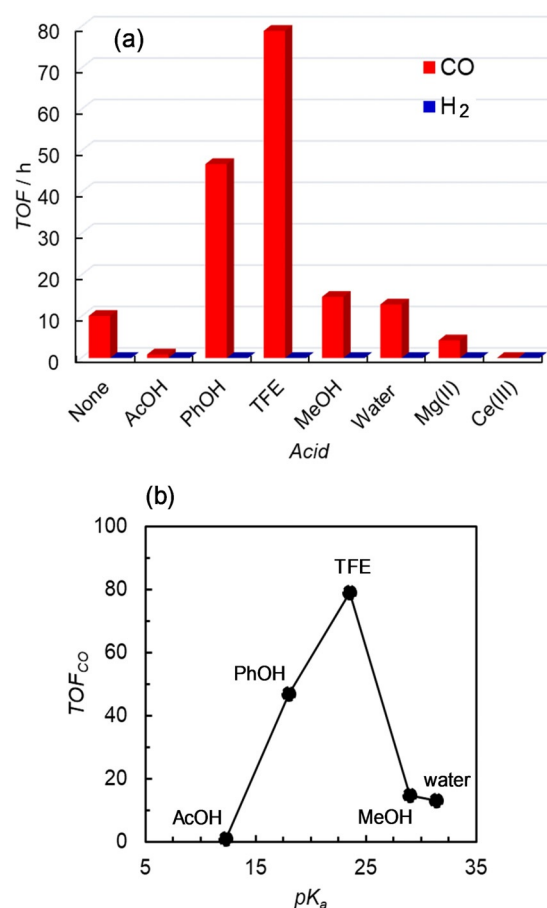 (a)
80
70
60
50
40
30
20
10
0
TOF / h
CO
H2
None
AcOH
PhOH
TFE
MeOH
Water
Mg(II)
Ce(III)
Acid
(b)
100
80
60
40
20
0
TOFCO
TFE
PhOH
AcOH
MeOH
water
5
15
25
35
pKa